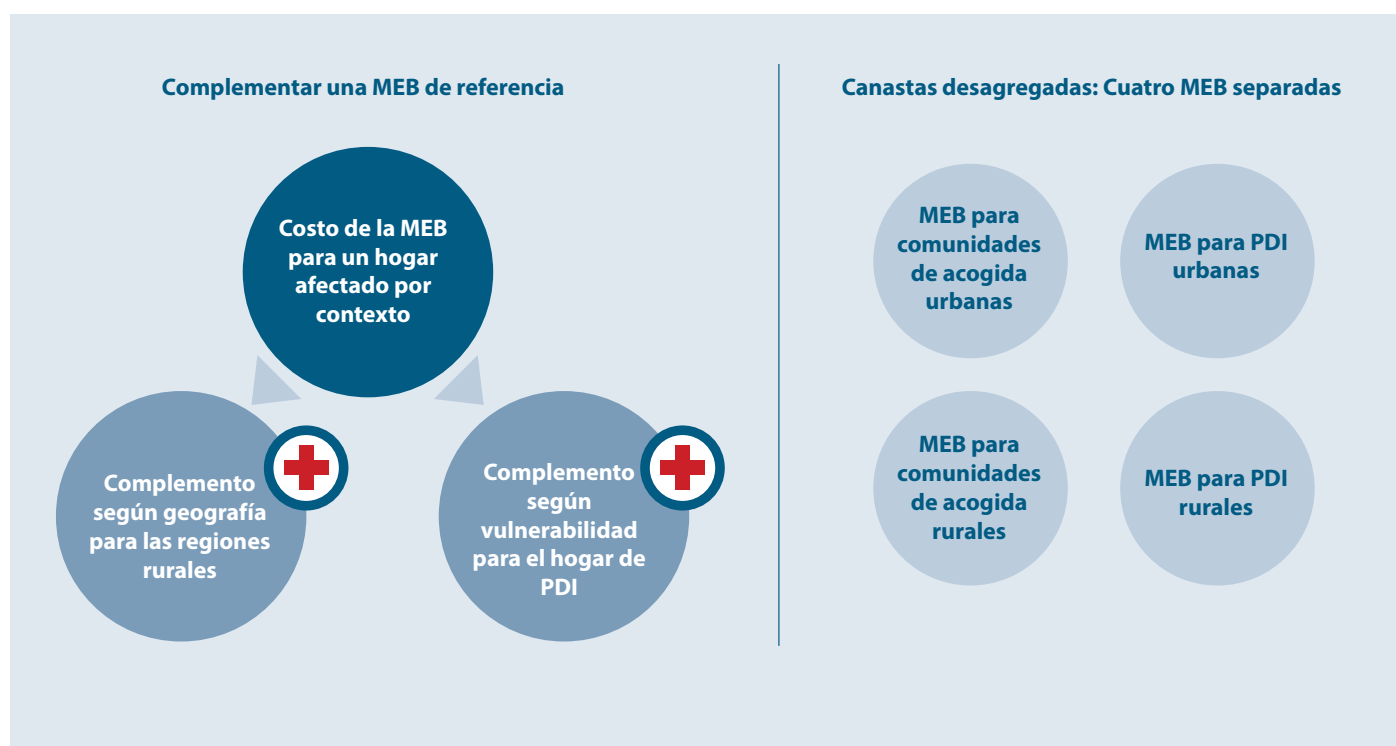 Complementar una MEB de referencia
Costo de la MEB
para un hogar
afectado por
contexto
Complemento
según geografía
para las regiones
rurales
Complemento
según
vulnerabilidad
para el hogar de
PDI
Canastas desagregadas: Cuatro MEB separadas
MEB para
comunidades
de acogida
urbanas
MEB para PDI
urbanas
MEB para
comunidades
de acogida
rurales
MEB para PDI
rurales